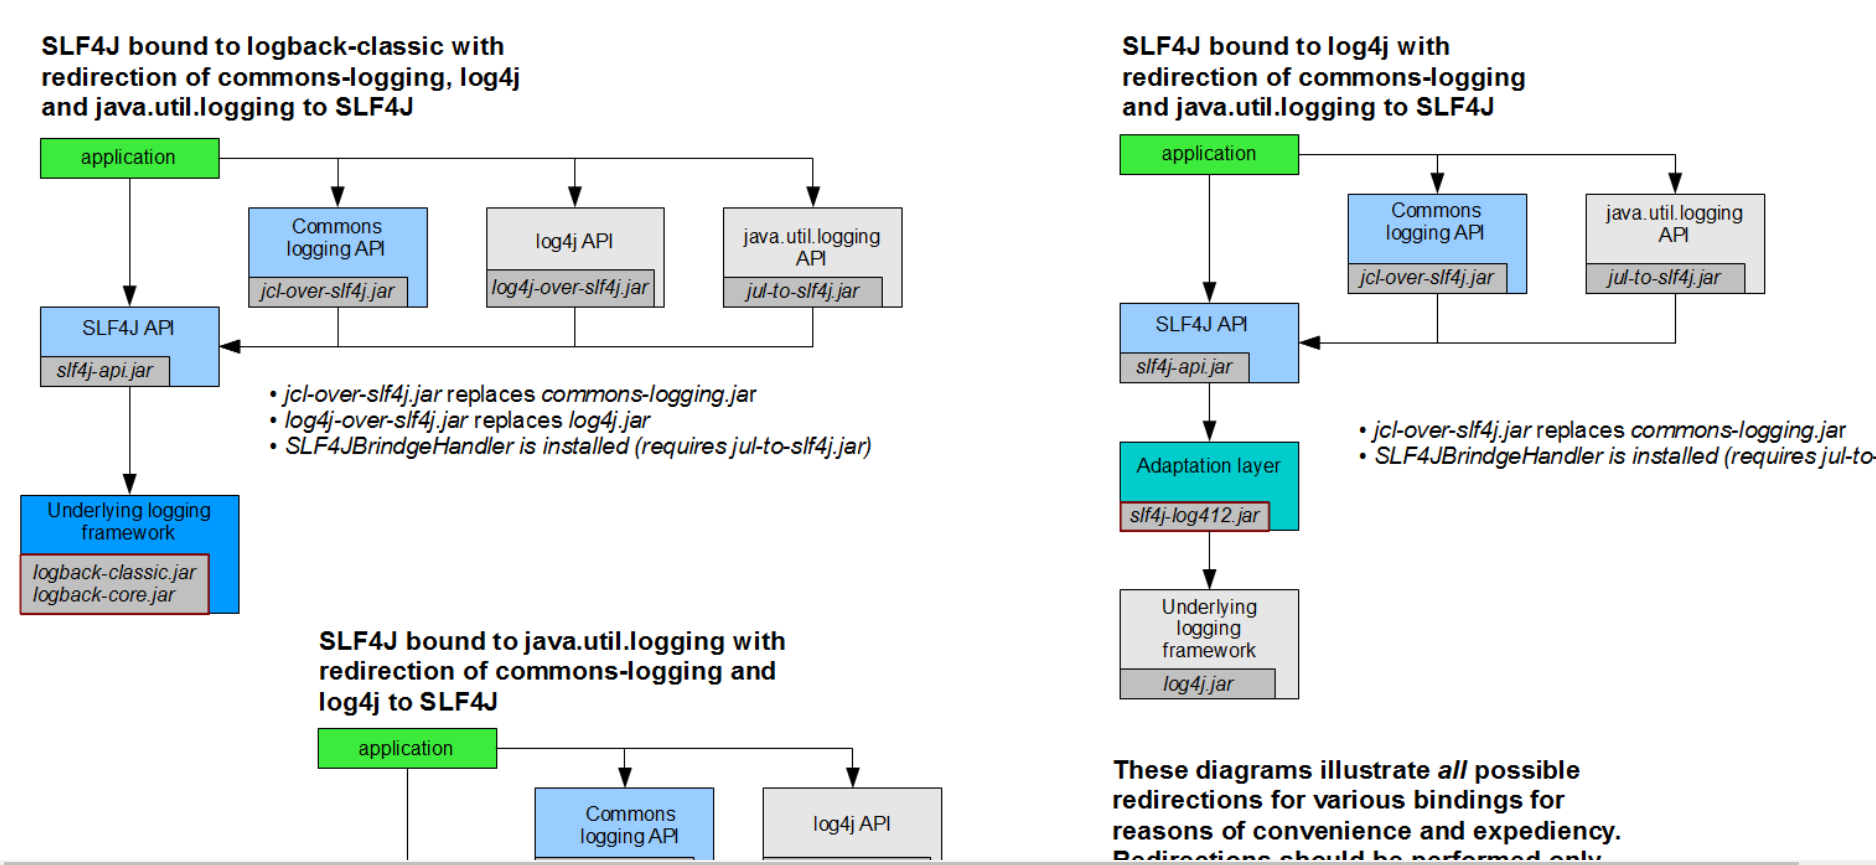 SLF4J bound to logback-classic with
redirection of commons-logging, log4j
and java.util.logging to SLF4J
application
Commons
logging API
jcl-over-slf4j.jar
log4j API
log4j-over-slf4j.jar
java.util.logging
API
jul-to-slf4j.jar
SLF4J API
slf4j-api.jar
• jcl-over-slf4j.jar replaces commons-logging.jar
• log4j-over-slf4j.jar replaces log4j.jar
• SLF4JBrindgeHandler is installed (requires jul-to-slf4j.jar)
Underlying logging
framework
logback-classic.jar
logback-core.jar
SLF4J bound to log4j with
redirection of commons-logging
and java.util.logging to SLF4J
application
Commons
logging API
jcl-over-slf4j.jar
java.util.logging
API
jul-to-slf4j.jar
SLF4J API
slf4j-api.jar
• jcl-over-slf4j.jar replaces commons-logging.jar
• SLF4JBrindgeHandler is installed (requires jul-to-
Adaptation layer
slf4j-log412.jar
Underlying
logging
framework
log4j.jar
SLF4J bound to java.util.logging with
redirection of commons-logging and
log4j to SLF4J
application
Commons
logging API
log4j API
These diagrams illustrate all possible
redirections for various bindings for
reasons of convenience and expediency.
Redirections should be performed only